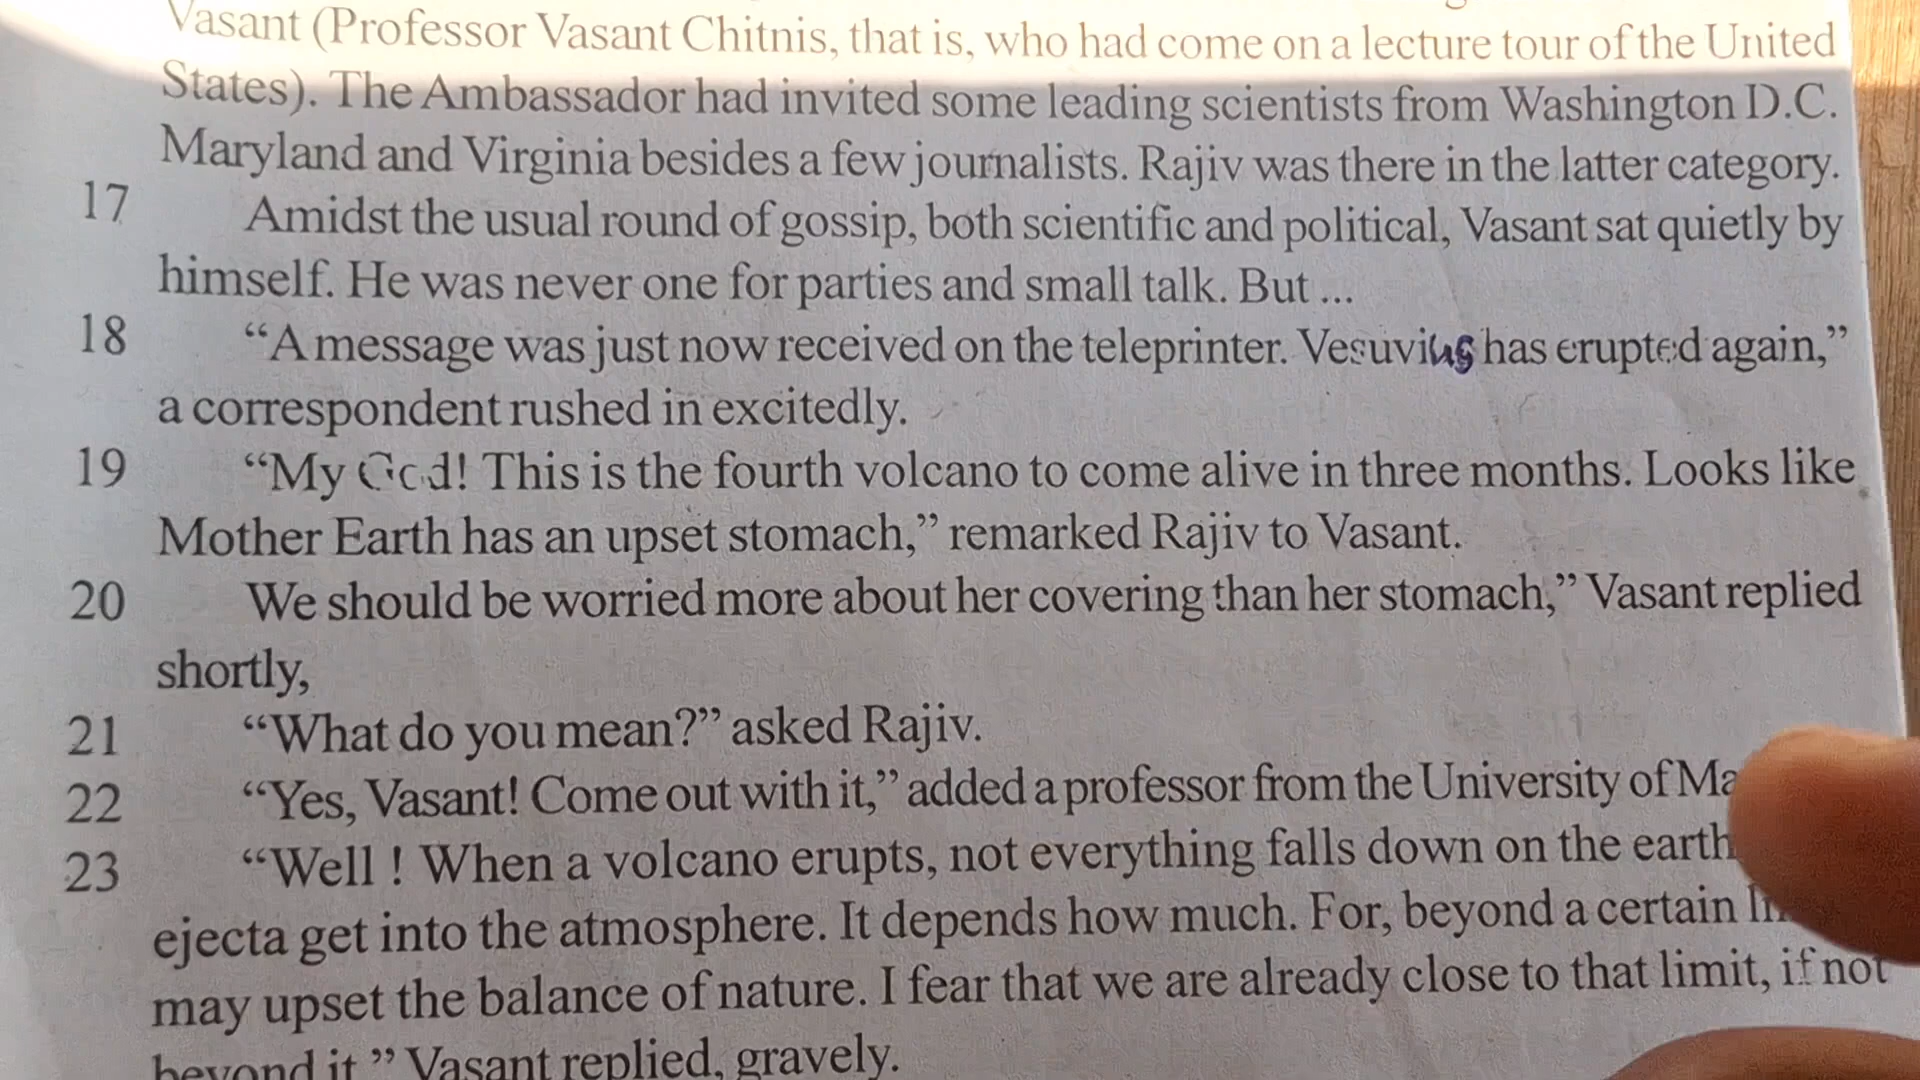 Vasant (Professor Vasant Chitnis, that is, who had come on a lecture tour of the United
States). The Ambassador had invited some leading scientists from Washington D.C.
Maryland and Virginia besides a few journalists. Rajiv was there in the latter category.
17 Amidst the usual round of gossip, both scientific and political, Vasant sat quietly by
himself. He was never one for parties and small talk. But ...
18 “A message was just now received on the teleprinter. Vesuvius has erupted again,”
a correspondent rushed in excitedly.
19 “My God! This is the fourth volcano to come alive in three months. Looks like
Mother Earth has an upset stomach,” remarked Rajiv to Vasant.
20 We should be worried more about her covering than her stomach,” Vasant replied
shortly,
21 “What do you mean?” asked Rajiv.
22 “Yes, Vasant! Come out with it,” added a professor from the University of
23 “Well ! When a volcano erupts, not everything falls down on the earth
ejecta get into the atmosphere. It depends how much. For, beyond a certain
may upset the balance of nature. I fear that we are already close to that limit, if not
beyond it ” Vasant replied, gravely.